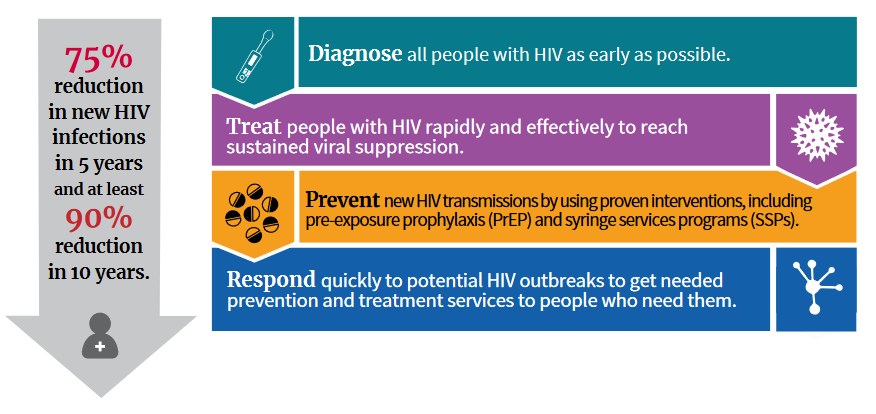 75%
reduction
in new HIV
infections
in 5 years
and at least
90%
reduction
in 10 years.
Diagnose all people with HIV as early as possible.
Treat people with HIV rapidly and effectively to reach
sustained viral suppression.
Prevent new HIV transmissions by using proven interventions, including
pre-exposure prophylaxis (PrEP) and syringe services programs (SSPs).
Respond quickly to potential HIV outbreaks to get needed
prevention and treatment services to people who need them.